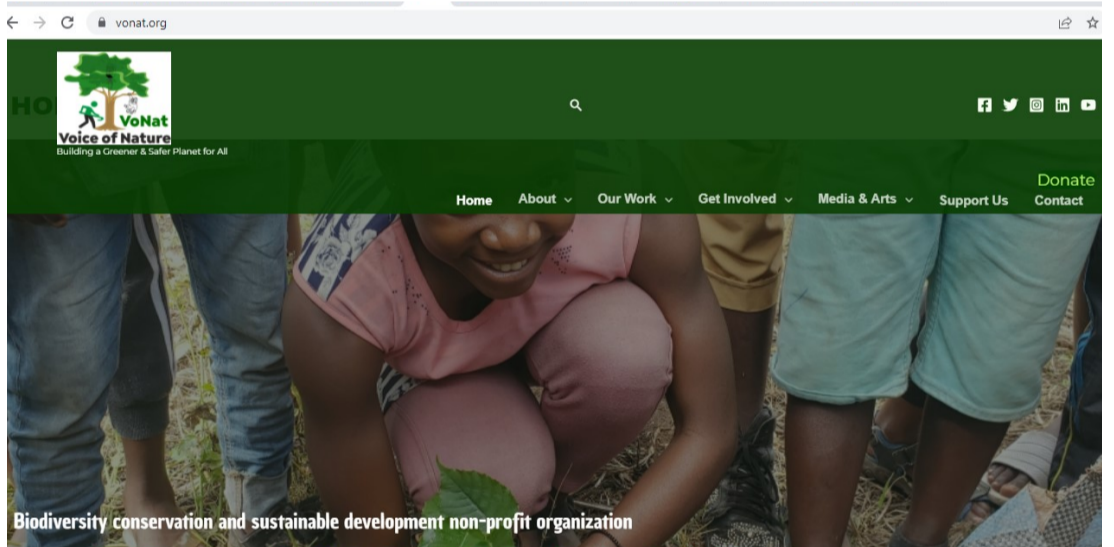 vonat.org
HO
VoNat
Voice of Nature
Building a Greener & Safer Planet for All
Donate
Home About Our Work Get Involved Media & Arts Support Us Contact
Biodiversity conservation and sustainable development non-profit organization